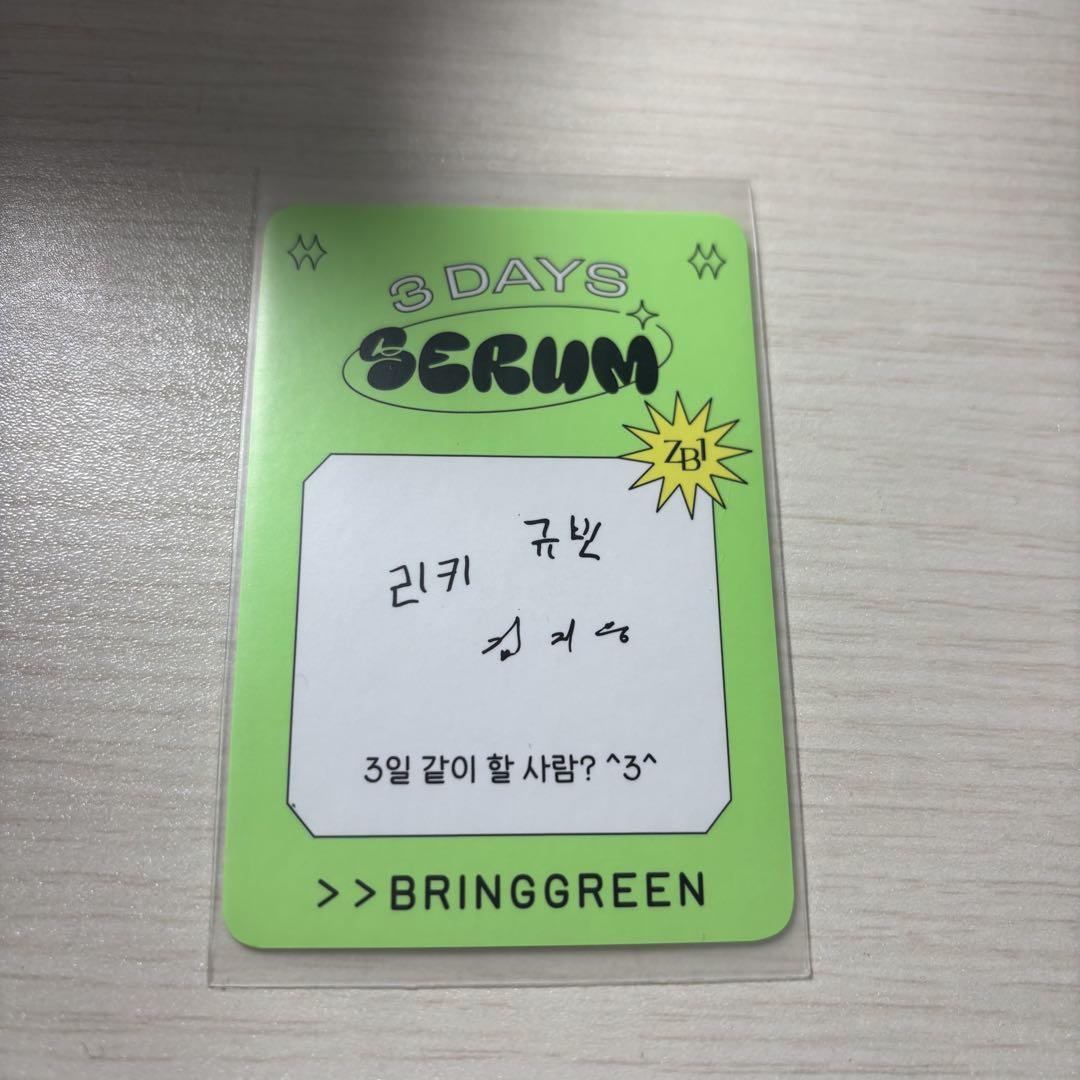 3 DAYS
SERUM
ZB1
규빈
리키
김지웅
3일 같이 할 사람? ^3^
>>BRINGGREEN